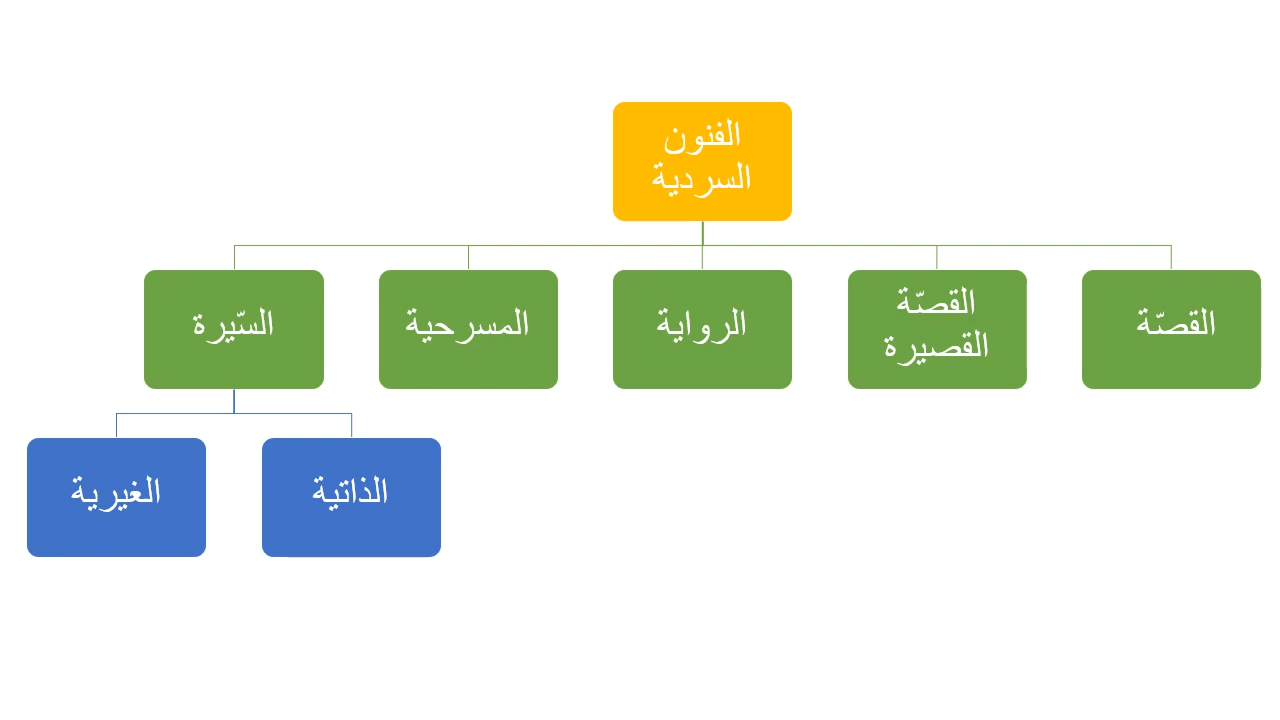 الفنون
السردية
القصّة
القصّة
القصيرة
الرواية
المسرحية
السّيرة
الذاتية
الغيرية